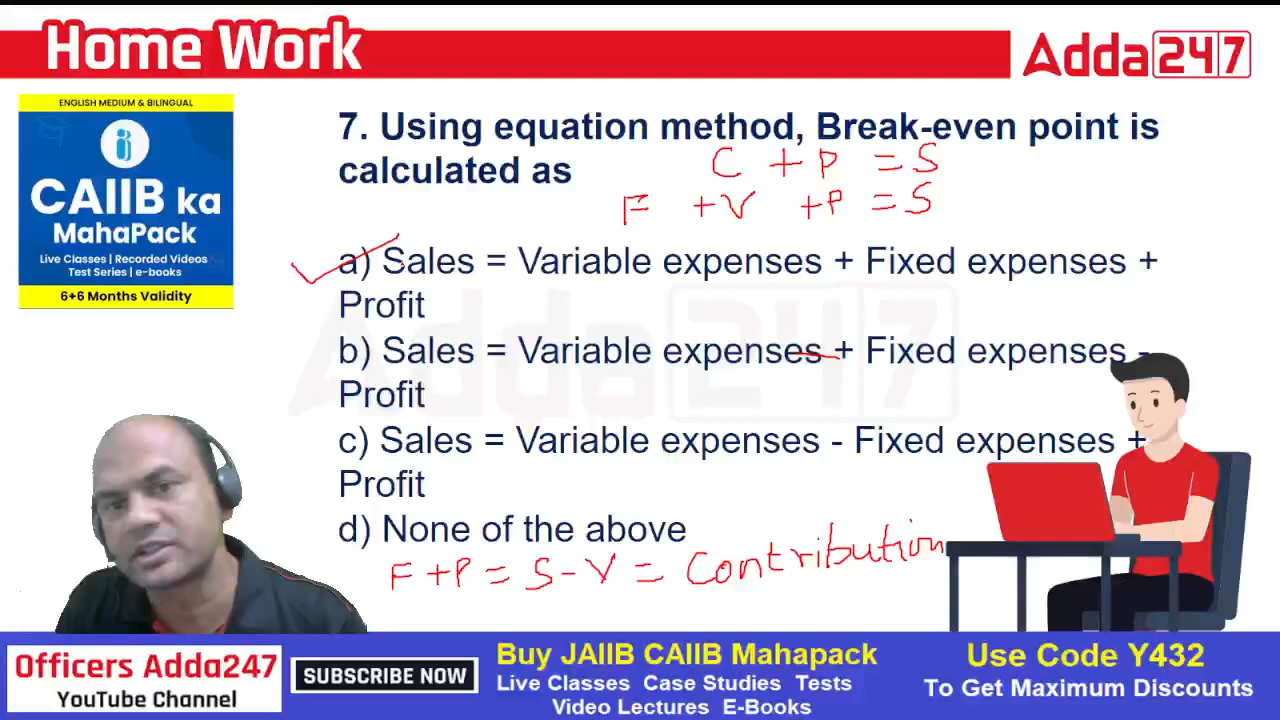 Home Work
Adda247
ENGLISH MEDIUM & BILINGUAL
CAIIB ka
MahaPack
Live Classes | Recorded Videos
Test Series | e-books
6+6 Months Validity
7. Using equation method, Break-even point is
calculated as
C + P = S
F + V + P = S
a) Sales = Variable expenses + Fixed expenses +
Profit
b) Sales = Variable expenses + Fixed expenses -
Profit
c) Sales = Variable expenses - Fixed expenses +
Profit
d) None of the above
F + P = S - V = Contribution
Adda247
Officers Adda247
YouTube Channel
SUBSCRIBE NOW
Buy JAIIB CAIIB Mahapack
Live Classes Case Studies Tests
Video Lectures E-Books
Use Code Y432
To Get Maximum Discounts